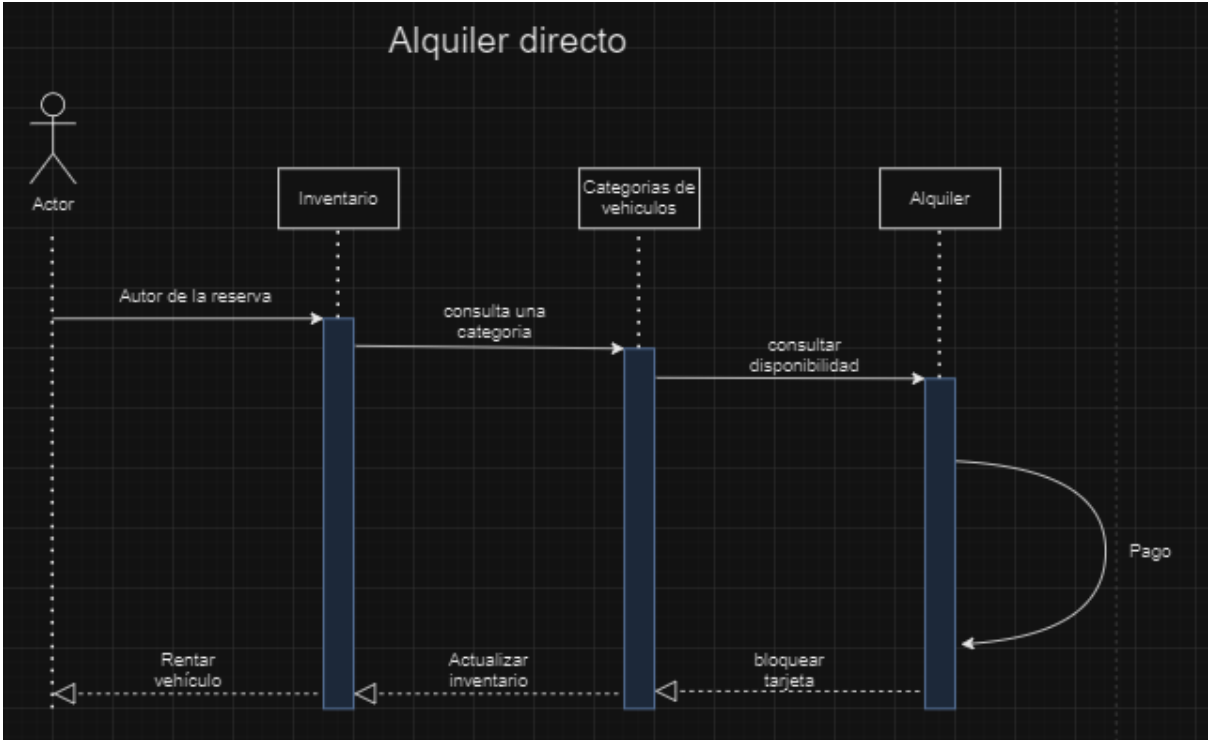 Alquiler directo
Actor
Inventario
Categorias de
vehiculos
Alquiler
Autor de la reserva
consulta una
categoria
consultar
disponibilidad
Pago
Rentar
vehículo
Actualizar
inventario
bloquear
tarjeta